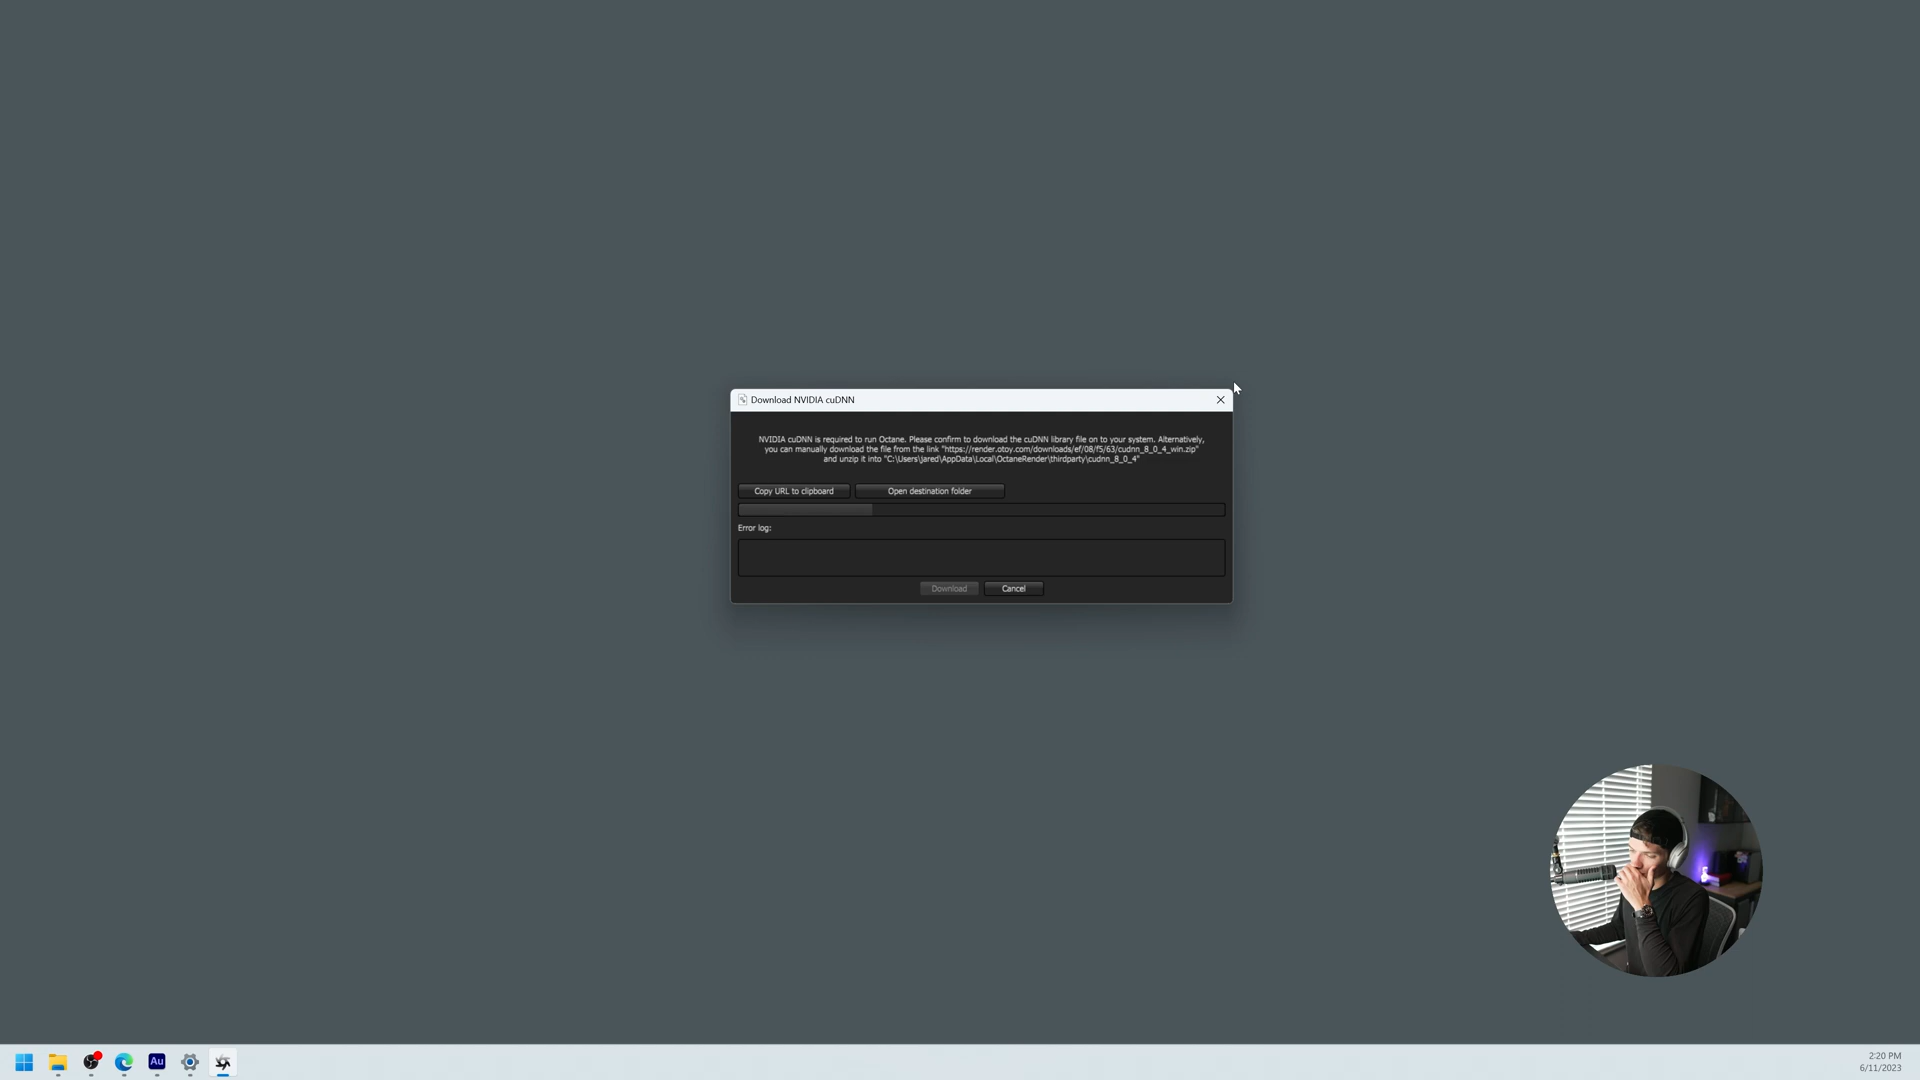 Download NVIDIA cuDNN
NVIDIA cuDNN is required to run Octane. Please confirm to download the cuDNN library file on to your system. Alternatively,
you can manually download the file from the link "https://render.otoy.com/downloads/ef/08/f5/63/cudnn_8_0_4_win.zip"
and unzip it into "C:\Users\jared\AppData\Local\OctaneRender\thirdparty\cudnn_8_0_4"
Copy URL to clipboard
Open destination folder
Error log:
Download
Cancel
Au
2:20 PM
6/11/2023